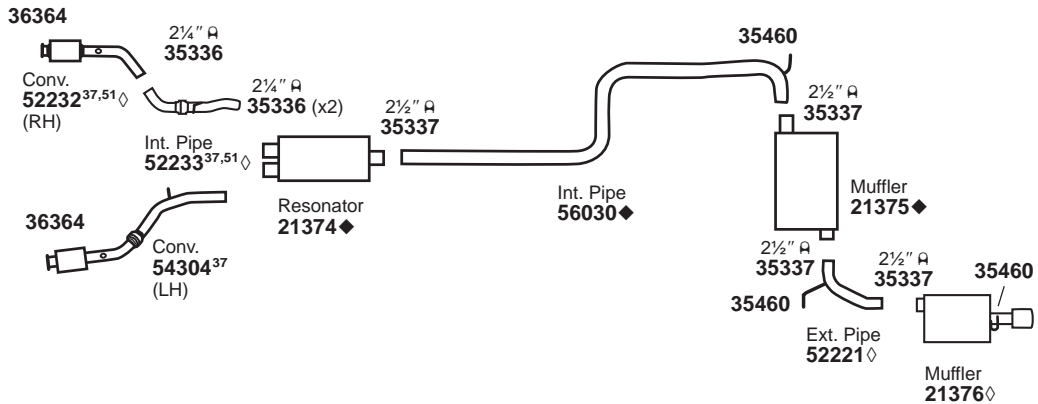 36364
2¼″
35336
Conv.
52232³⁷,⁵¹◊
(RH)
2¼″
35336 (x2)
Int. Pipe
52233³⁷,⁵¹◊
2½″
35337
Resonator
21374◆
36364
Conv.
54304³⁷
(LH)
Int. Pipe
56030◆
35460
2½″
35337
Muffler
21375◆
2½″
35337
35460
2½″
35337
35460
Ext. Pipe
52221◊
Muffler
21376◊